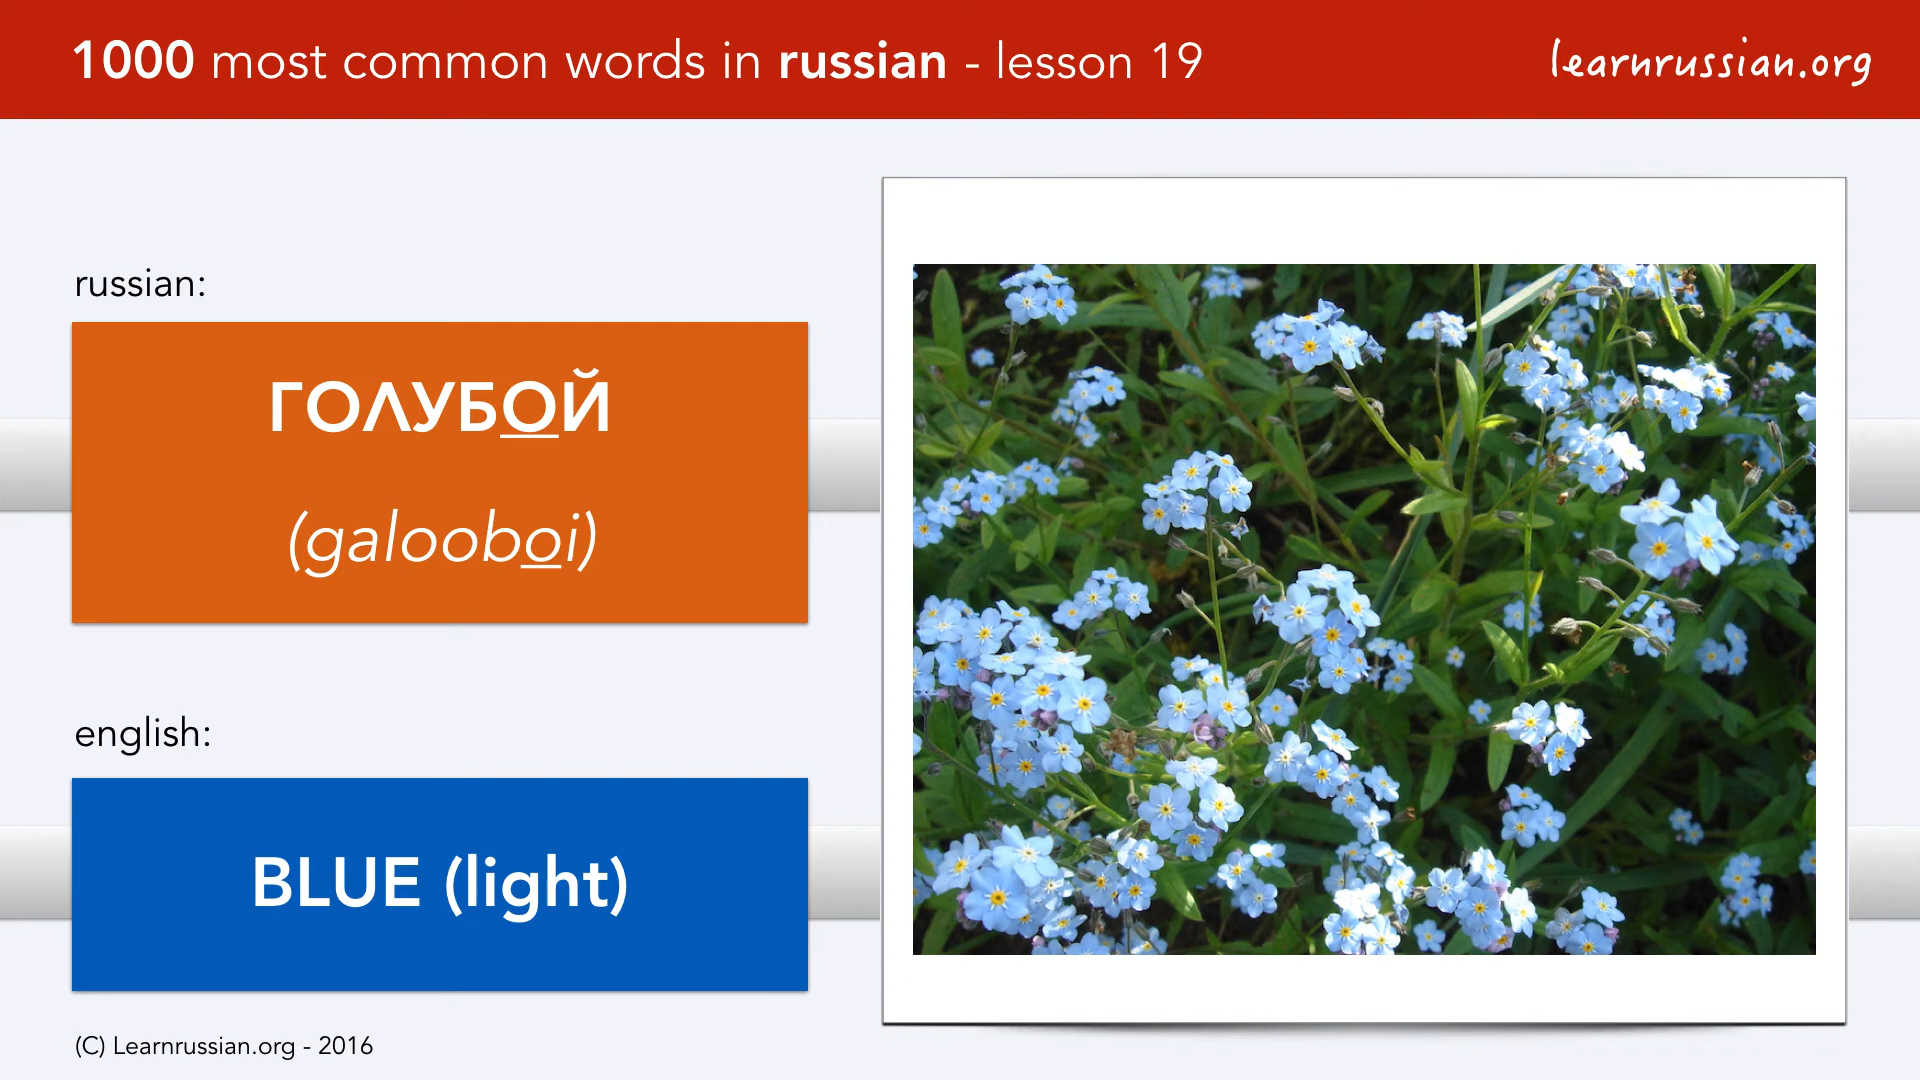 1000 most common words in russian - lesson 19
learnrussian.org
russian:
ГОЛУБОЙ
(galooboi)
english:
BLUE (light)
(C) Learnrussian.org - 2016